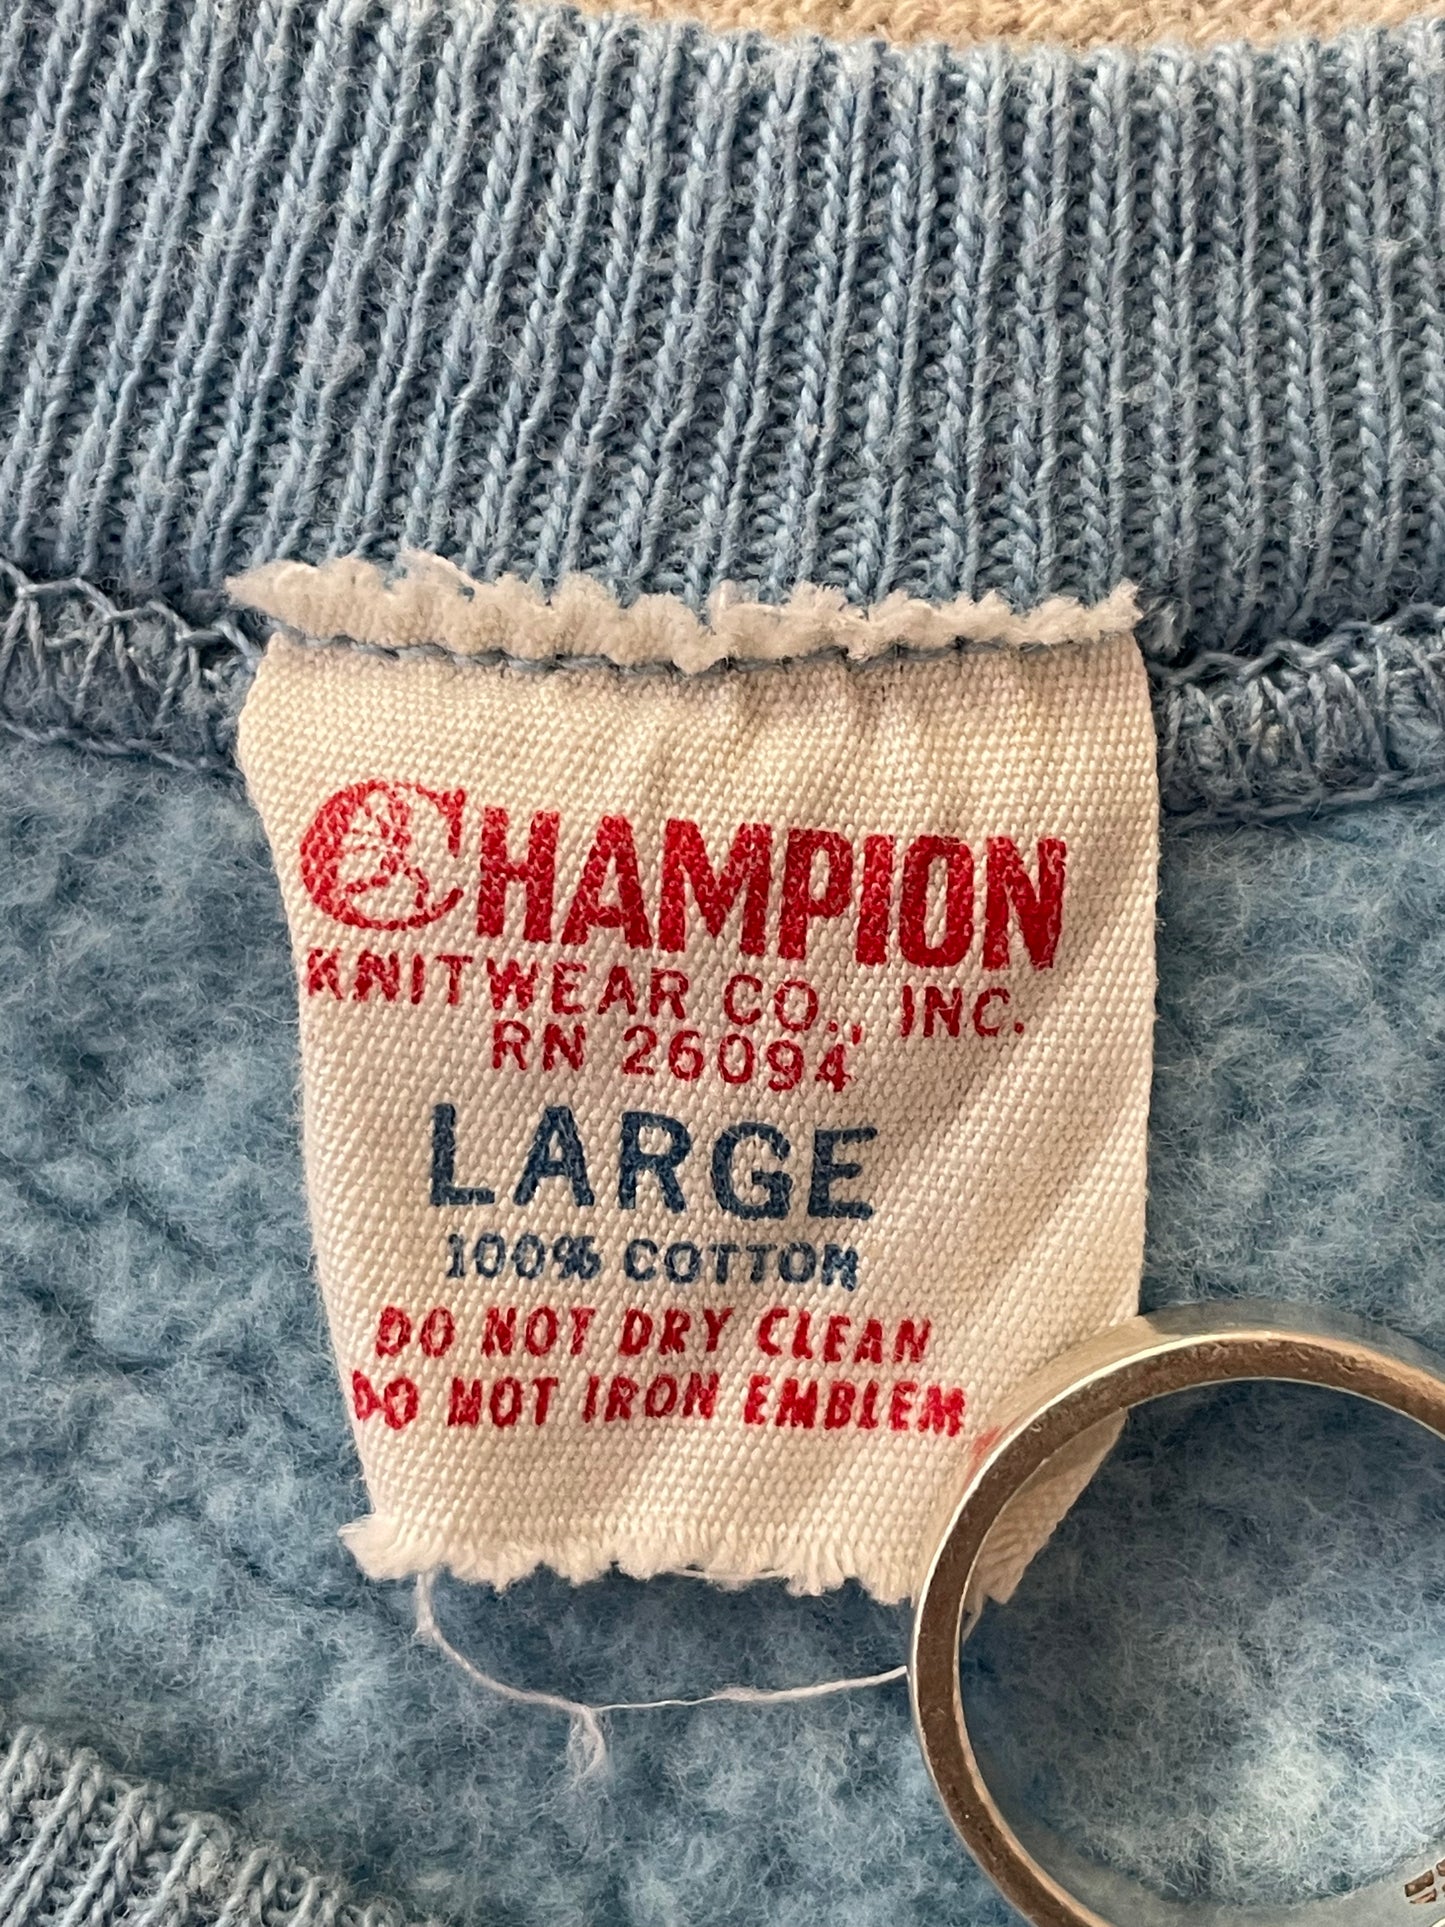 CHAMPION
KNITWEAR CO., INC.
RN 26094
LARGE
100% COTTON
DO NOT DRY CLEAN
DO NOT IRON EMBLEM